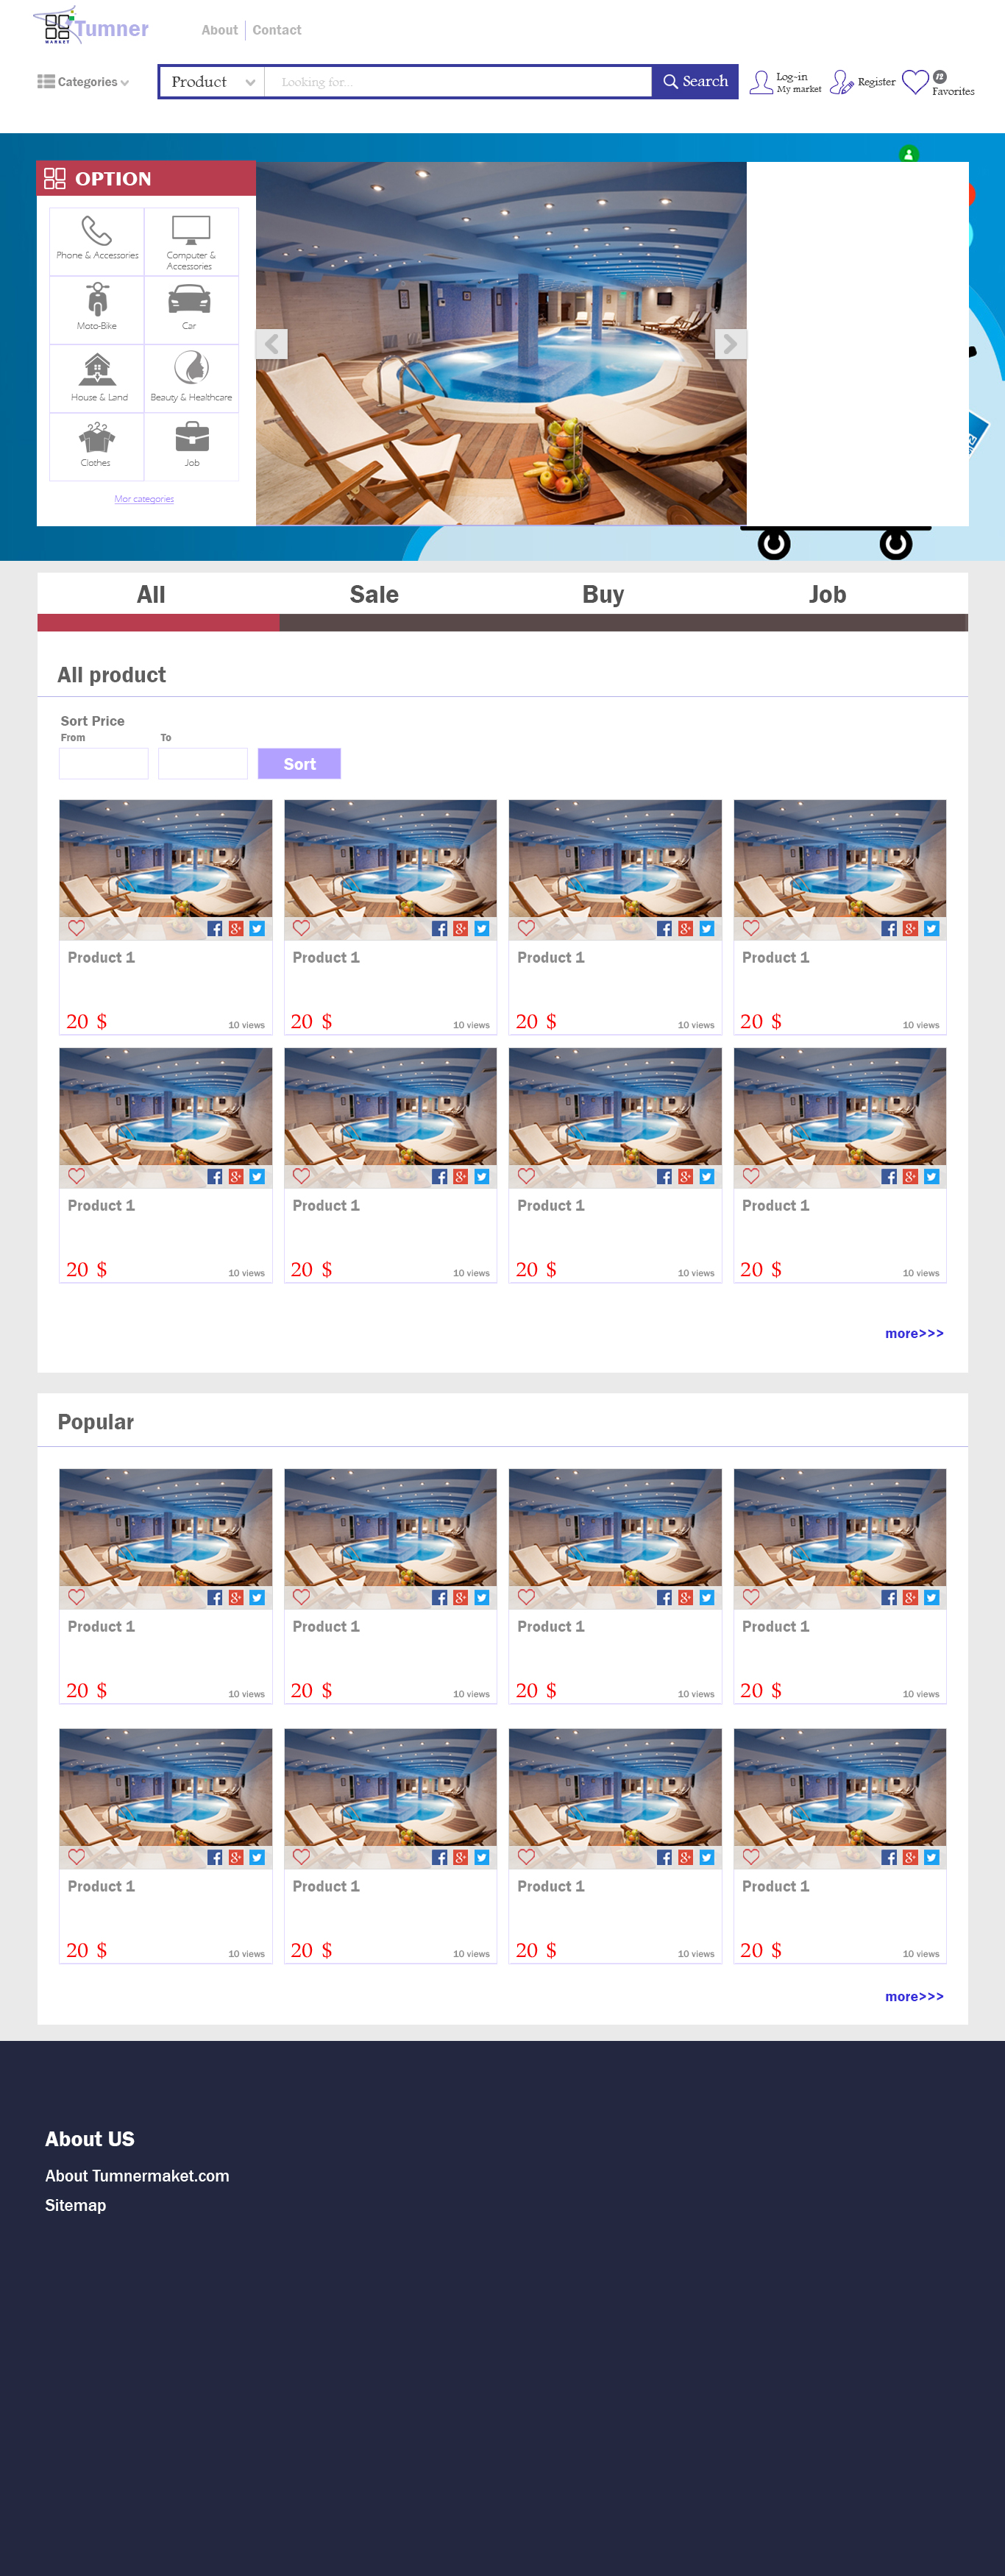 Tumner
MARKET
About
Contact
Categories
Product
Looking for...
Search
Log-in
My market
Register
12
Favorites
OPTION
Phone & Accessories
Computer &
Accessories
Moto-Bike
Car
House & Land
Beauty & Healthcare
Clothes
Job
Mor categories
All
Sale
Buy
Job
All product
Sort Price
From
To
Sort
Product 1
Product 1
Product 1
Product 1
20 $
10 views
20 $
10 views
20 $
10 views
20 $
10 views
Product 1
Product 1
Product 1
Product 1
20 $
10 views
20 $
10 views
20 $
10 views
20 $
10 views
more>>>
Popular
Product 1
Product 1
Product 1
Product 1
20 $
10 views
20 $
10 views
20 $
10 views
20 $
10 views
Product 1
Product 1
Product 1
Product 1
20 $
10 views
20 $
10 views
20 $
10 views
20 $
10 views
more>>>
About US
About Tumnermaket.com
Sitemap